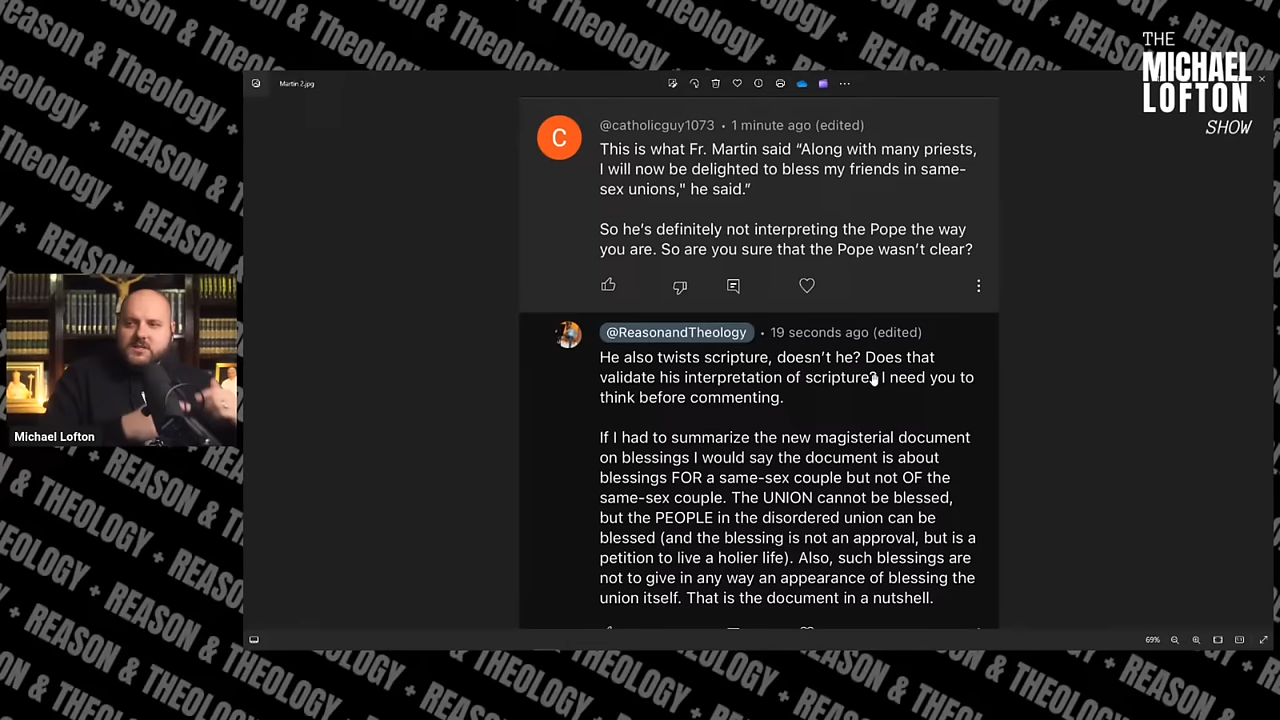 THE
MICHAEL
LOFTON
SHOW
Martin 2.jpg
C
@catholicguy1073 • 1 minute ago (edited)
This is what Fr. Martin said “Along with many priests,
I will now be delighted to bless my friends in same-
sex unions," he said.”
So he’s definitely not interpreting the Pope the way
you are. So are you sure that the Pope wasn’t clear?
@ReasonandTheology • 19 seconds ago (edited)
He also twists scripture, doesn’t he? Does that
validate his interpretation of scripture? I need you to
think before commenting.
If I had to summarize the new magisterial document
on blessings I would say the document is about
blessings FOR a same-sex couple but not OF the
same-sex couple. The UNION cannot be blessed,
but the PEOPLE in the disordered union can be
blessed (and the blessing is not an approval, but is a
petition to live a holier life). Also, such blessings are
not to give in any way an appearance of blessing the
union itself. That is the document in a nutshell.
Michael Lofton
69%
REASON & THEOLOGY + REASON & THEOLOGY